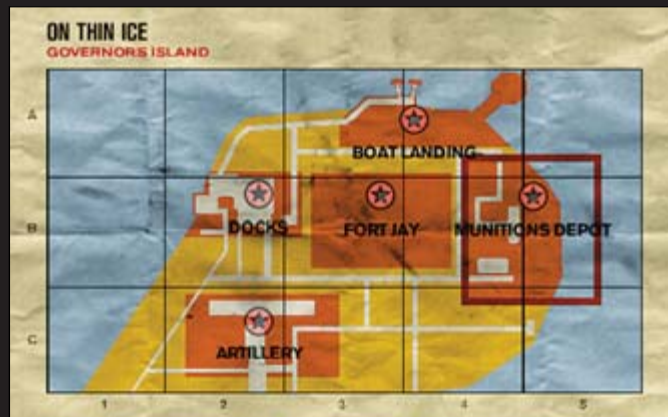 ON THIN ICE
GOVERNORS ISLAND
A
BOAT LANDING
B
DOCKS
FORT JAY
MUNITIONS DEPOT
C
ARTILLERY
1 2 3 4 5